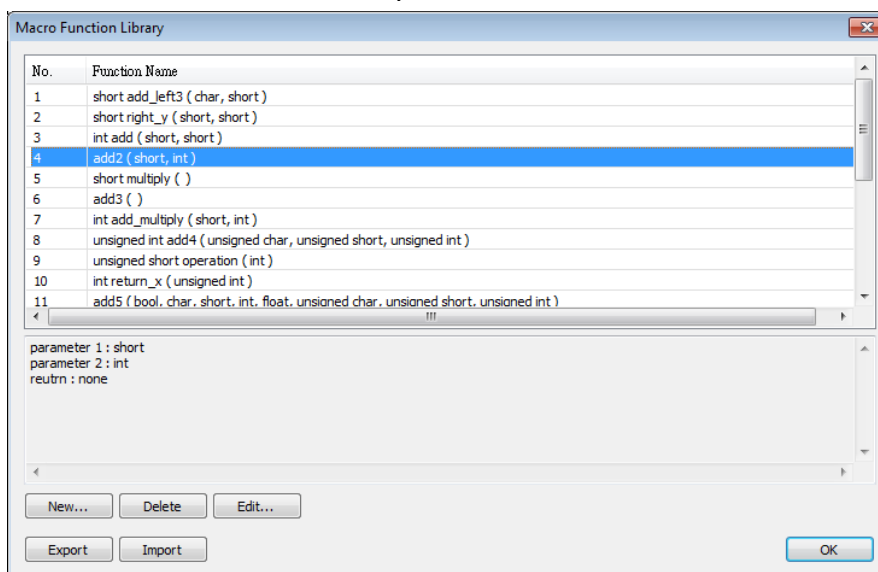 Macro Function Library
No. Function Name
1 short add_left3 ( char, short )
2 short right_y ( short, short )
3 int add ( short, short )
4 add2 ( short, int )
5 short multiply ( )
6 add3 ( )
7 int add_multiply ( short, int )
8 unsigned int add4 ( unsigned char, unsigned short, unsigned int )
9 unsigned short operation ( int )
10 int return_x ( unsigned int )
11 add5 ( bool, char, short, int, float, unsigned char, unsigned short, unsigned int )
parameter 1 : short
parameter 2 : int
reutrn : none
New... Delete Edit...
Export Import OK